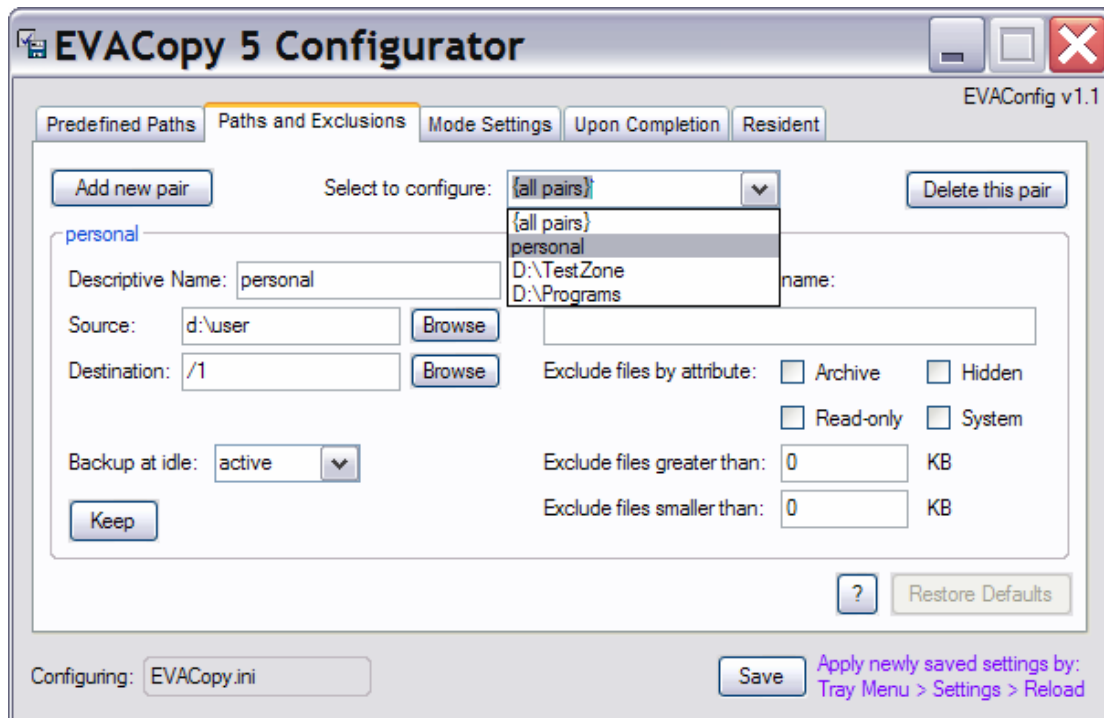 EVACopy 5 Configurator
EVAConfig v1.1
Predefined Paths
Paths and Exclusions
Mode Settings
Upon Completion
Resident
Add new pair
Select to configure:
{all pairs}
Delete this pair
{all pairs}
personal
D:\TestZone
D:\Programs
personal
Descriptive Name: personal
name:
Source: d:\user Browse
Destination: /1 Browse
Exclude files by attribute: Archive Hidden
Read-only System
Backup at idle: active
Exclude files greater than: 0 KB
Keep
Exclude files smaller than: 0 KB
? Restore Defaults
Configuring: EVACopy.ini
Save
Apply newly saved settings by:
Tray Menu > Settings > Reload